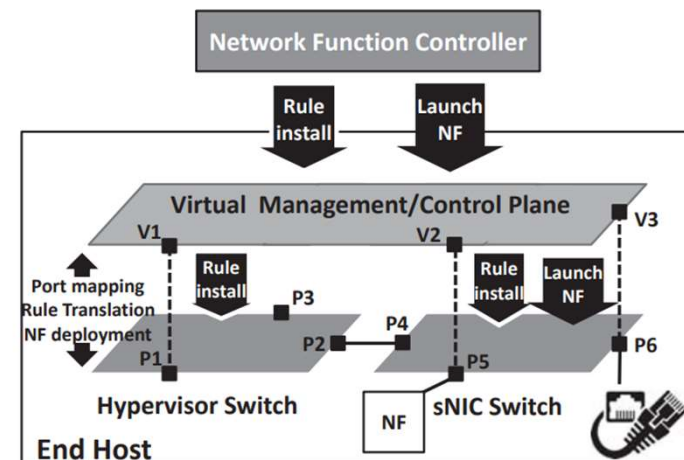 Network Function Controller
Rule
install
Launch
NF
Virtual Management/Control Plane
V3
V1
V2
Port mapping
Rule Translation
NF deployment
Rule
install
Rule
install
Launch
NF
P3
P2
P4
P6
P1
P5
Hypervisor Switch
NF
sNIC Switch
End Host